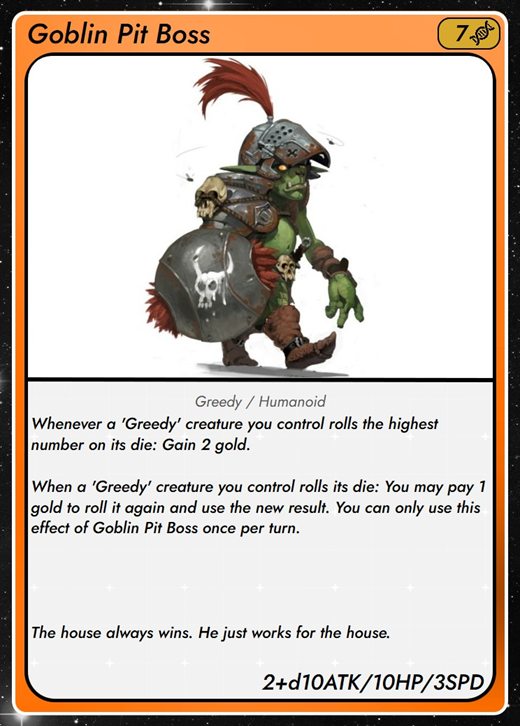 Goblin Pit Boss
7
Greedy / Humanoid
Whenever a 'Greedy' creature you control rolls the highest
number on its die: Gain 2 gold.
When a 'Greedy' creature you control rolls its die: You may pay 1
gold to roll it again and use the new result. You can only use this
effect of Goblin Pit Boss once per turn.
The house always wins. He just works for the house.
2+d10ATK/10HP/3SPD